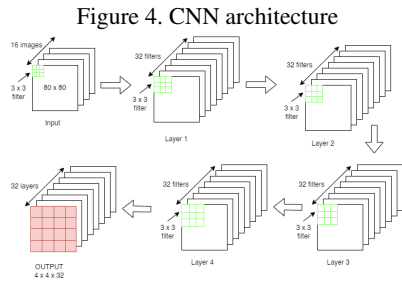 Figure 4. CNN architecture
16 images
3 x 3
filter
80 x 80
Input
32 filters
3 x 3
filter
Layer 1
32 filters
3 x 3
filter
Layer 2
32 layers
OUTPUT
4 x 4 x 32
32 filters
3 x 3
filter
Layer 4
32 filters
3 x 3
filter
Layer 3